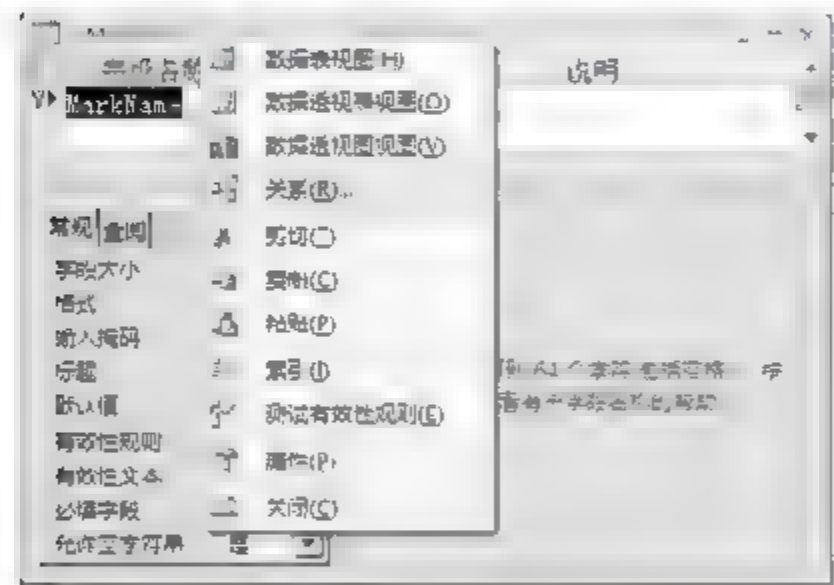 说明
MarkNam
数据表视图(H)
数据透视表视图(O)
数据透视图视图(V)
关系(R)...
剪切(T)
复制(C)
粘贴(P)
索引(I)
测试有效性规则(E)
属性(P)
关闭(C)
常规
查阅
字段大小
格式
输入掩码
标题
默认值
有效性规则
有效性文本
必填字段
允许空字符串